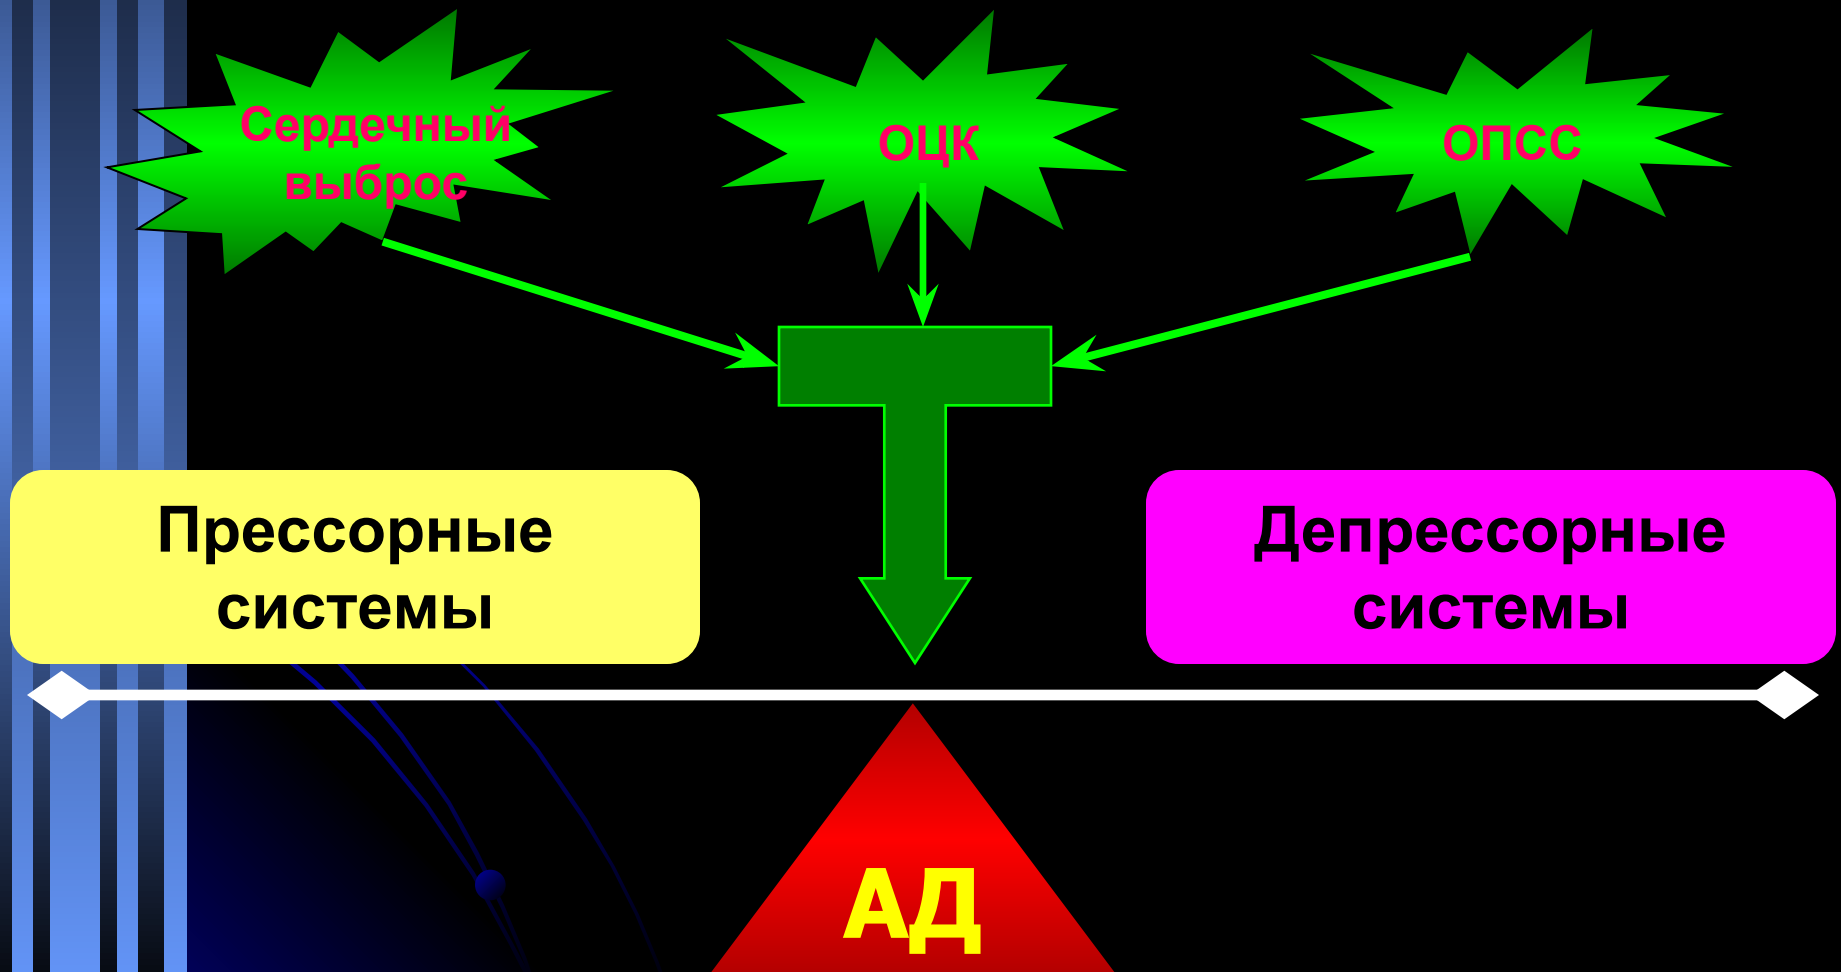 Сердечный
выброс
ОЦК
ОПСС
Прессорные
системы
Депрессорные
системы
АД